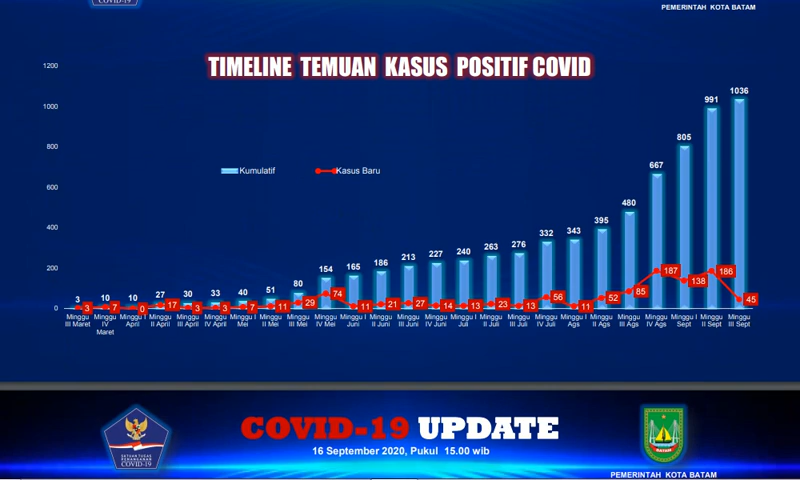 COVID-19
PEMERINTAH KOTA BATAM
TIMELINE TEMUAN KASUS POSITIF COVID
1200
1000
800
600
400
200
0
Kumulatif
Kasus Baru
3 10 10 27 30 33 40 51 80 154 165 186 213 227 240 263 276 332 343 395 480 667 805 991 1036
3 7 0 17 3 3 7 11 29 74 11 21 27 14 13 23 13 56 11 52 85 187 138 186 45
Minggu III Maret
Minggu IV Maret
Minggu I April
Minggu II April
Minggu III April
Minggu IV April
Minggu I Mei
Minggu II Mei
Minggu III Mei
Minggu IV Mei
Minggu I Juni
Minggu II Juni
Minggu III Juni
Minggu IV Juni
Minggu I Juli
Minggu II Juli
Minggu III Juli
Minggu IV Juli
Minggu I Ags
Minggu II Ags
Minggu III Ags
Minggu IV Ags
Minggu I Sept
Minggu II Sept
Minggu III Sept
SATUAN TUGAS
PENANGANAN
COVID-19
COVID-19 UPDATE
16 September 2020, Pukul 15.00 wib
BATAM
PEMERINTAH KOTA BATAM